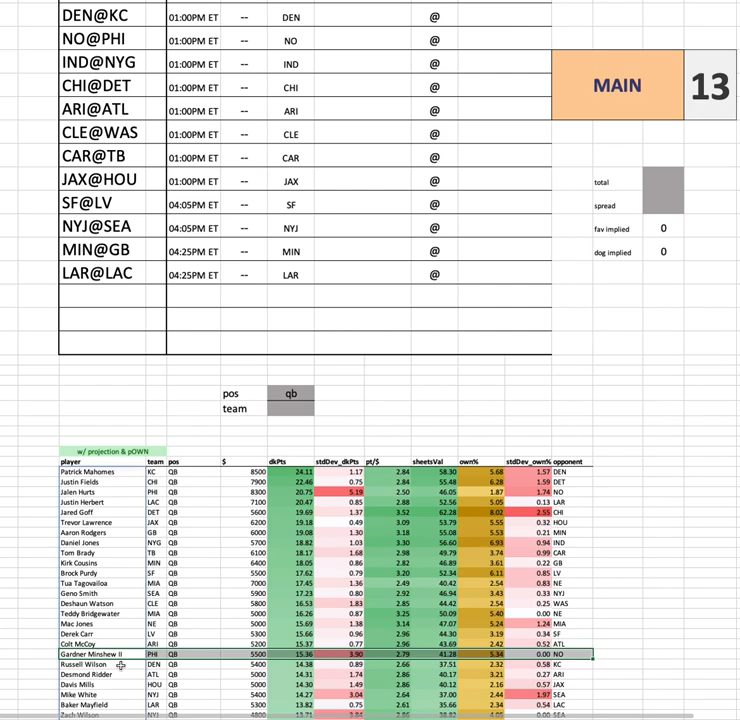 DEN@KC 01:00PM ET -- DEN @
NO@PHI 01:00PM ET -- NO @
IND@NYG 01:00PM ET -- IND @
CHI@DET 01:00PM ET -- CHI @
MAIN 13
ARI@ATL 01:00PM ET -- ARI @
CLE@WAS 01:00PM ET -- CLE @
CAR@TB 01:00PM ET -- CAR @
JAX@HOU 01:00PM ET -- JAX @
total
SF@LV 04:05PM ET -- SF @
spread
NYJ@SEA 04:05PM ET -- NYJ @
fav implied 0
MIN@GB 04:25PM ET -- MIN @
dog implied 0
LAR@LAC 04:25PM ET -- LAR @
pos qb
team
w/ projection & pOWN
player team pos $ dkPts stdDev_dkPts pt/$ sheetsVal own% stdDev_own% opponent
Patrick Mahomes KC QB 8500 24.11 1.17 2.84 58.30 5.68 1.57 DEN
Justin Fields CHI QB 7900 22.46 0.75 2.84 55.48 6.28 1.59 DET
Jalen Hurts PHI QB 8300 20.75 5.19 2.50 46.05 1.87 1.74 NO
Justin Herbert LAC QB 7100 20.47 0.85 2.88 52.56 5.05 0.13 LAR
Jared Goff DET QB 5600 19.69 1.37 3.52 62.28 8.02 2.55 CHI
Trevor Lawrence JAX QB 6200 19.18 0.49 3.09 53.79 5.55 0.32 HOU
Aaron Rodgers GB QB 6000 19.08 1.30 3.18 55.08 5.53 0.21 MIN
Daniel Jones NYG QB 5700 18.82 1.03 3.30 56.60 6.93 0.94 IND
Tom Brady TB QB 6100 18.17 1.68 2.98 49.79 3.74 0.99 CAR
Kirk Cousins MIN QB 6400 18.05 0.86 2.82 46.89 3.61 0.22 GB
Brock Purdy SF QB 5500 17.62 0.79 3.20 52.34 6.11 0.85 LV
Tua Tagovailoa MIA QB 7000 17.45 1.36 2.49 40.42 2.54 0.83 NE
Geno Smith SEA QB 5900 17.23 0.80 2.92 46.94 3.43 0.33 NYJ
Deshaun Watson CLE QB 5800 16.53 1.83 2.85 44.42 2.54 0.25 WAS
Teddy Bridgewater MIA QB 5000 16.26 0.87 3.25 50.09 5.40 0.00 NE
Mac Jones NE QB 5000 15.69 1.38 3.14 47.07 5.24 1.24 MIA
Derek Carr LV QB 5300 15.66 0.96 2.96 44.30 3.19 0.34 SF
Colt McCoy ARI QB 5200 15.37 0.77 2.96 43.69 2.42 0.52 ATL
Gardner Minshew II PHI QB 5500 15.36 3.90 2.79 41.28 5.34 0.00 NO
Russell Wilson DEN QB 5400 14.38 0.89 2.66 37.51 2.32 0.58 KC
Desmond Ridder ATL QB 5000 14.31 1.74 2.86 40.17 3.21 0.27 ARI
Davis Mills HOU QB 5000 14.30 1.49 2.86 40.12 2.16 0.57 JAX
Mike White NYJ QB 5400 14.27 3.04 2.64 37.00 2.44 1.97 SEA
Baker Mayfield LAR QB 5300 13.82 0.75 2.61 35.66 2.34 0.54 LAC
Zach Wilson NYJ QB 4800 13.71 3.84 2.86 38.82 4.05 0.00 SEA